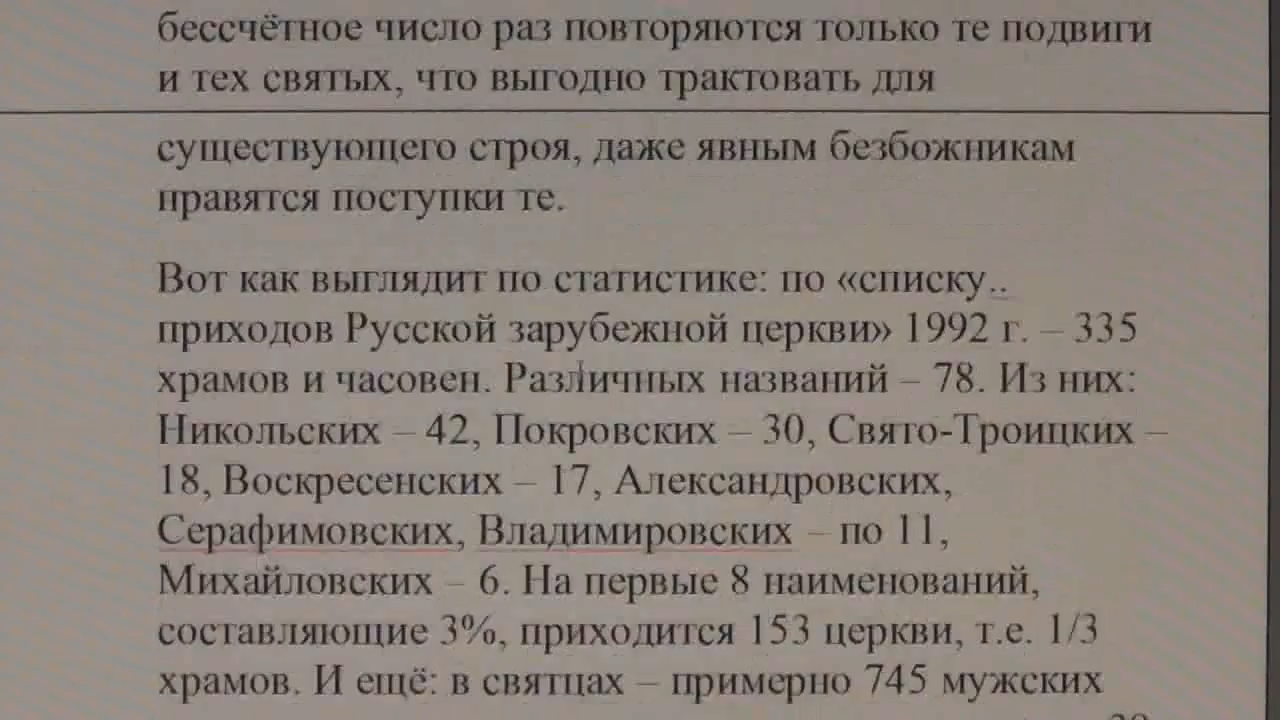 бессчётное число раз повторяются только те подвиги
и тех святых, что выгодно трактовать для
существующего строя, даже явным безбожникам
нравятся поступки те.
Вот как выглядит по статистике: по «списку..
приходов Русской зарубежной церкви» 1992 г. – 335
храмов и часовен. Различных названий – 78. Из них:
Никольских – 42, Покровских – 30, Свято-Троицких –
18, Воскресенских – 17, Александровских,
Серафимовских, Владимировских – по 11,
Михайловских – 6. На первые 8 наименований,
составляющие 3%, приходится 153 церкви, т.е. 1/3
храмов. И ещё: в святцах – примерно 745 мужских